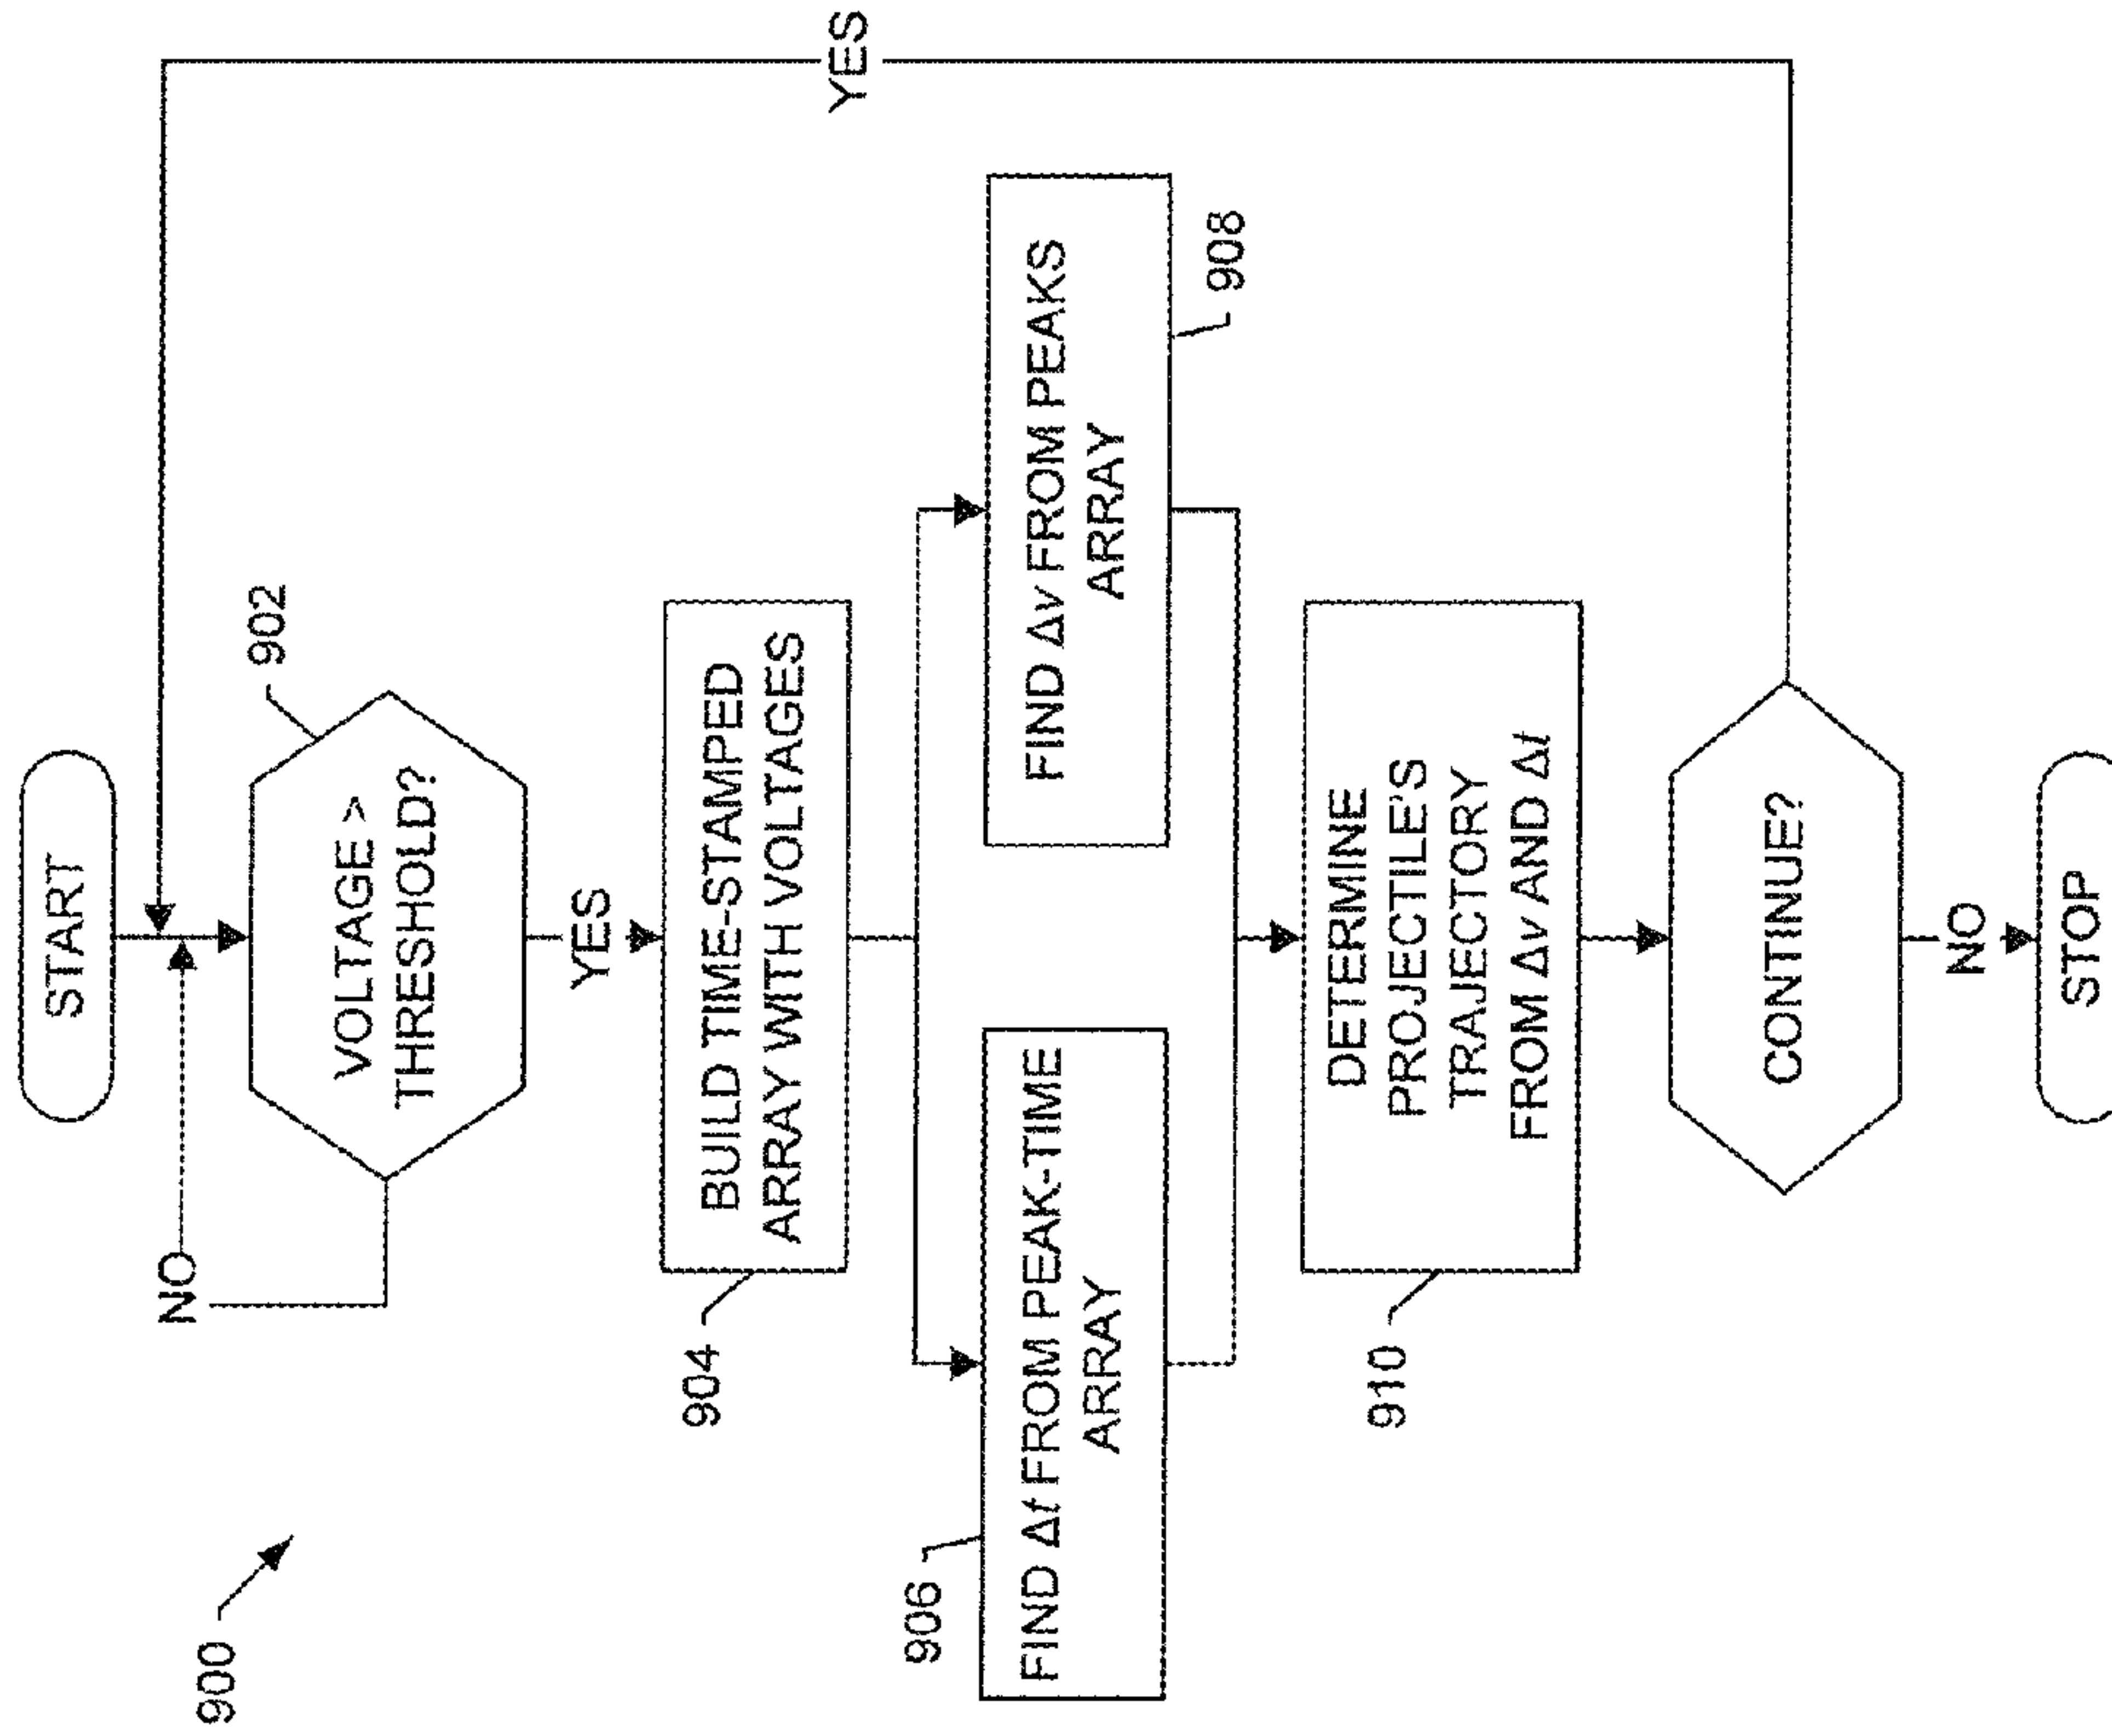 900
START
NO
VOLTAGE >
THRESHOLD?
902
YES
904
BUILD TIME-STAMPED
ARRAY WITH VOLTAGES
906
FIND Δt FROM PEAK-TIME
ARRAY
FIND Δv FROM PEAKS
ARRAY
908
910
DETERMINE
PROJECTILE'S
TRAJECTORY
FROM Δv AND Δt
CONTINUE?
YES
NO
STOP